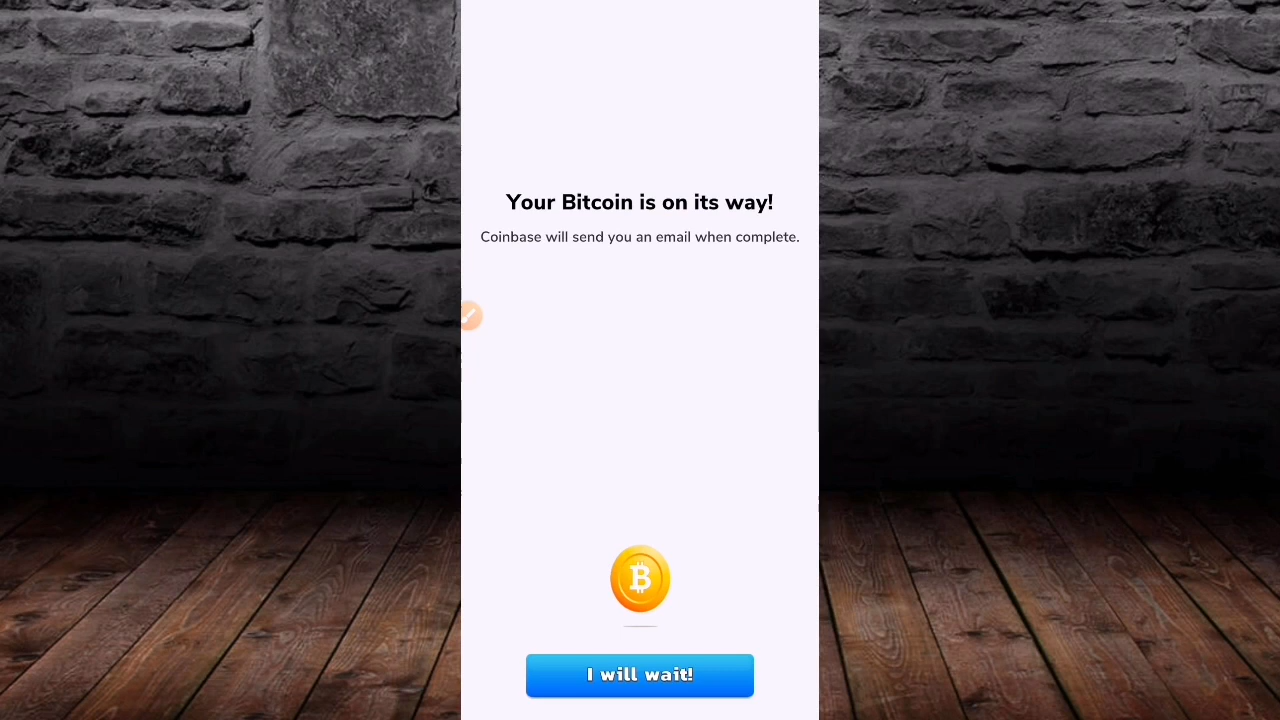 Your Bitcoin is on its way!
Coinbase will send you an email when complete.
I will wait!